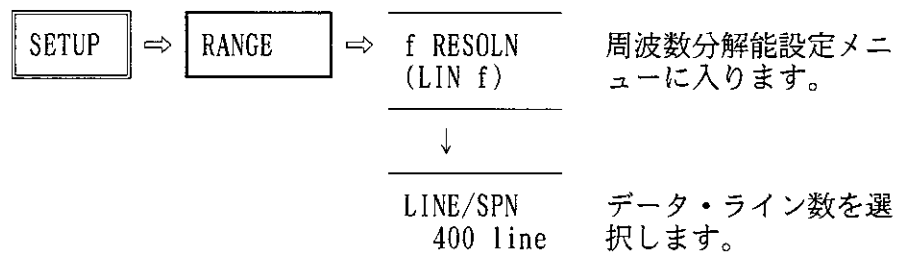 SETUP ⇒ RANGE ⇒ f RESOLN 周波数分解能設定メニ
(LIN f) ューに入ります。
↓
LINE/SPN データ・ライン数を選
400 line 択します。